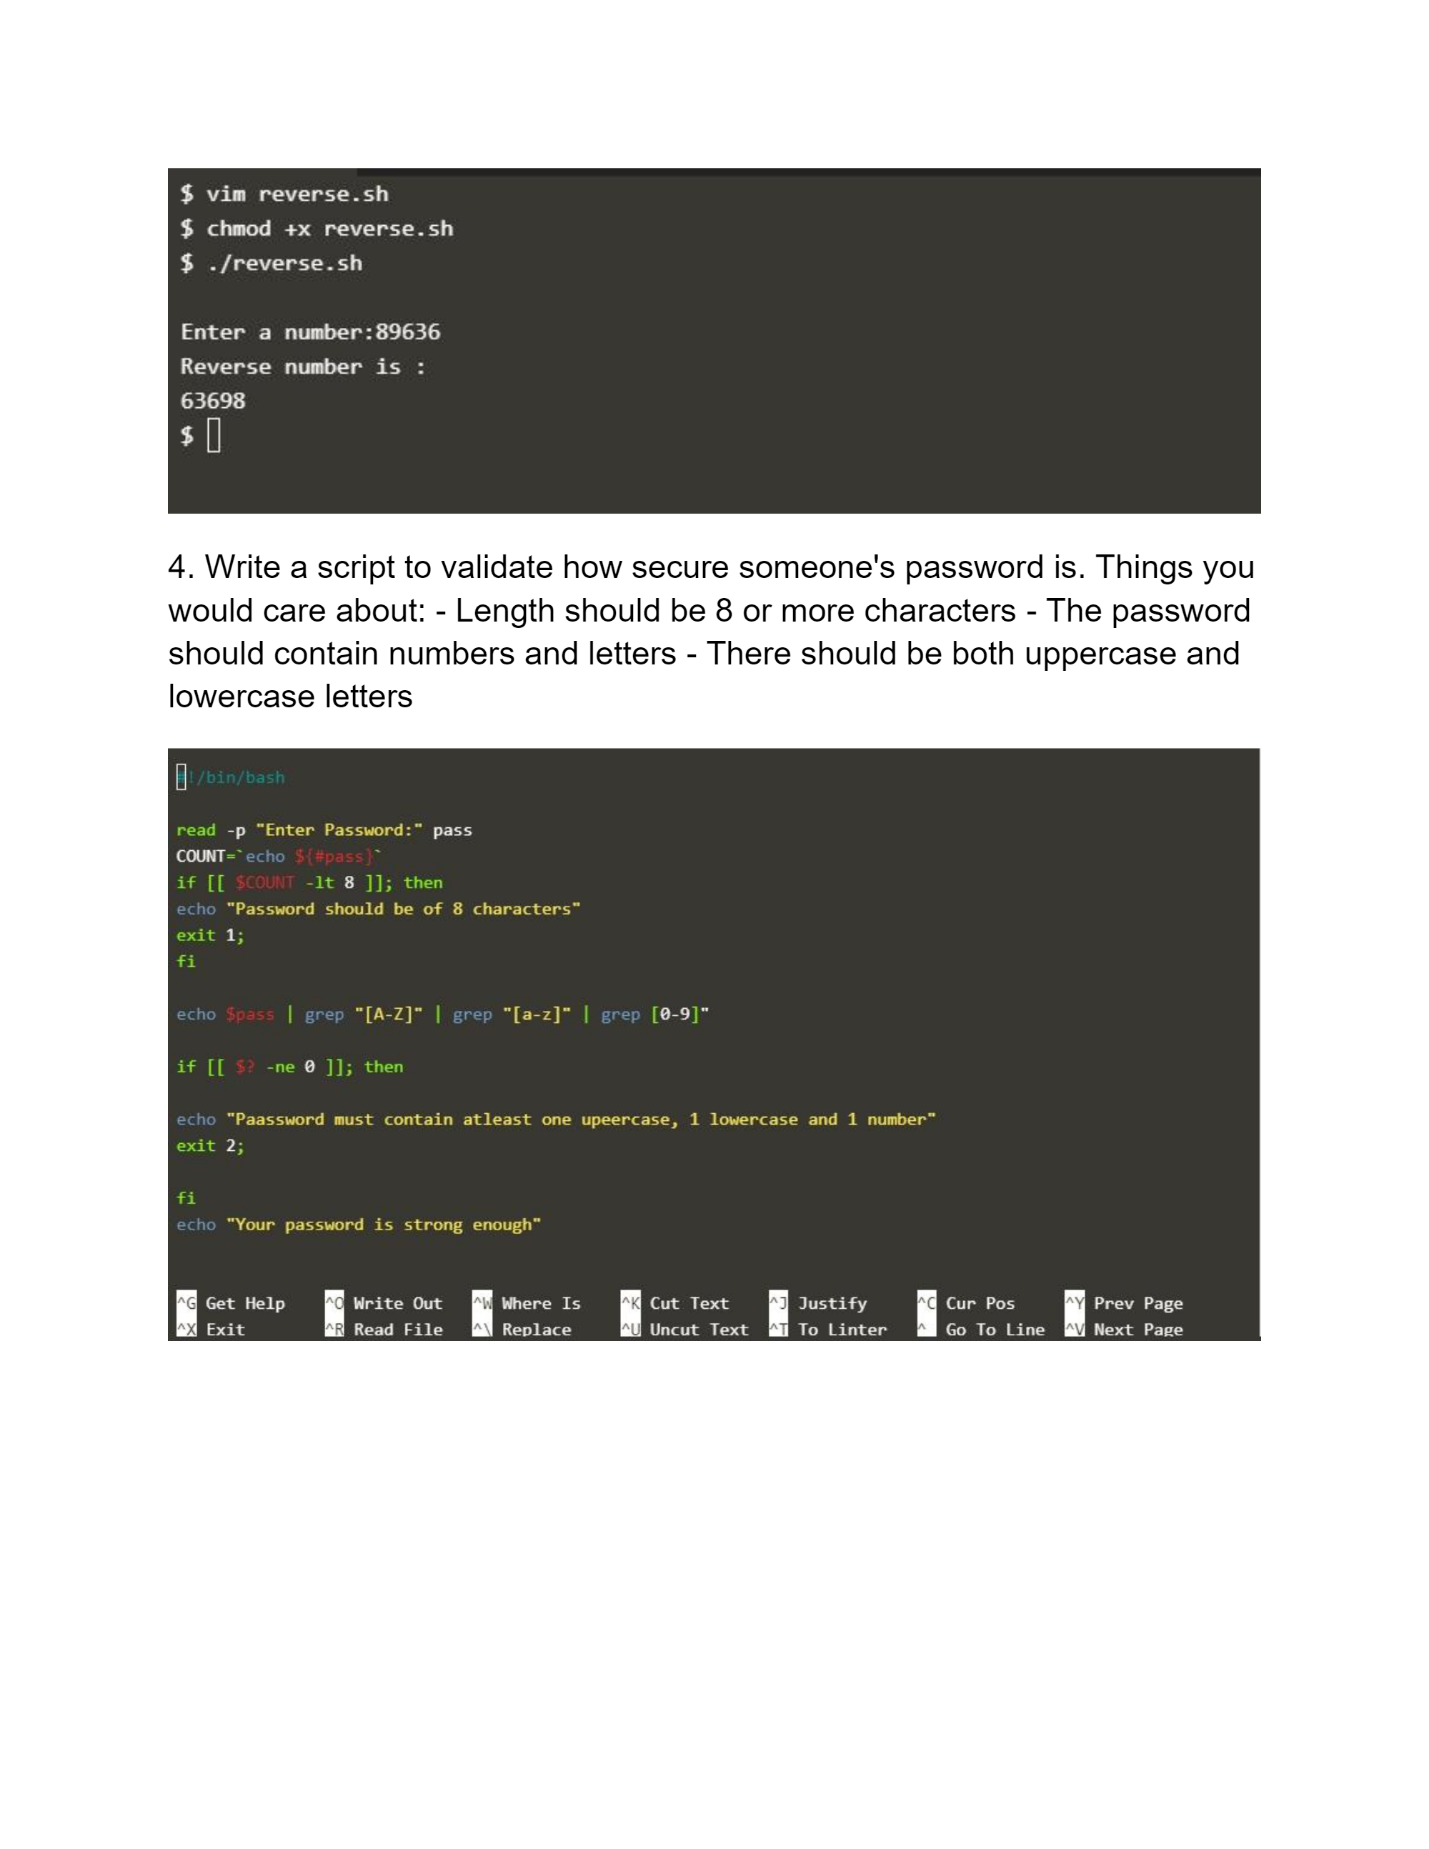 $ vim reverse.sh
$ chmod +x reverse.sh
$ ./reverse.sh
Enter a number:89636
Reverse number is :
63698
$
4. Write a script to validate how secure someone's password is. Things you
would care about: - Length should be 8 or more characters - The password
should contain numbers and letters - There should be both uppercase and
lowercase letters
#!/bin/bash
read -p "Enter Password:" pass
COUNT=`echo ${#pass}`
if [[ $COUNT -lt 8 ]]; then
echo "Password should be of 8 characters"
exit 1;
fi
echo $pass | grep "[A-Z]" | grep "[a-z]" | grep [0-9]"
if [[ $? -ne 0 ]]; then
echo "Paassword must contain atleast one upeercase, 1 lowercase and 1 number"
exit 2;
fi
echo "Your password is strong enough"
^G Get Help ^O Write Out ^W Where Is ^K Cut Text ^J Justify ^C Cur Pos ^Y Prev Page
^X Exit ^R Read File ^\ Replace ^U Uncut Text ^T To Linter ^ Go To Line ^V Next Page